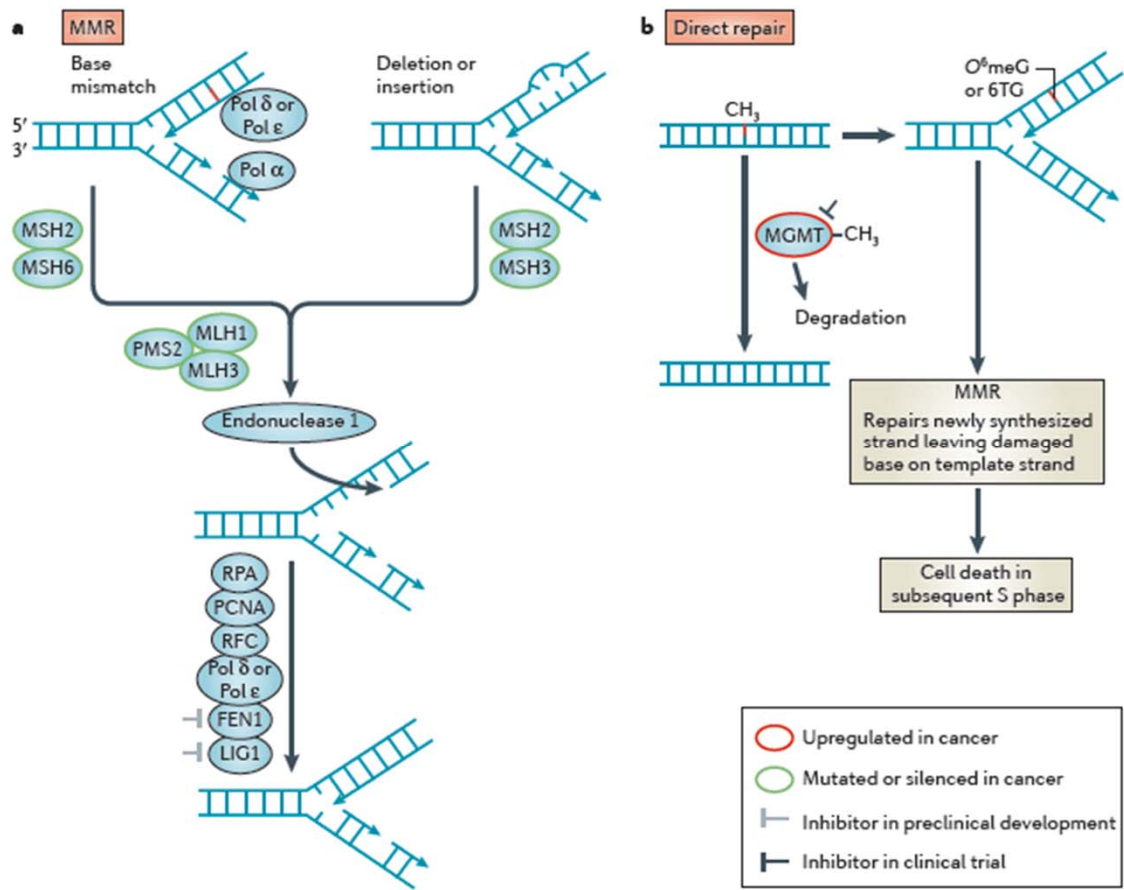 a
MMR
Base
mismatch
Deletion or
insertion
5′
3′
Pol δ or
Pol ε
Pol α
MSH2
MSH6
MSH2
MSH3
PMS2
MLH1
MLH3
Endonuclease 1
RPA
PCNA
RFC
Pol δ or
Pol ε
FEN1
LIG1
b
Direct repair
O⁶meG
or 6TG
CH₃
MGMT
CH₃
Degradation
MMR
Repairs newly synthesized
strand leaving damaged
base on template strand
Cell death in
subsequent S phase
Upregulated in cancer
Mutated or silenced in cancer
Inhibitor in preclinical development
Inhibitor in clinical trial